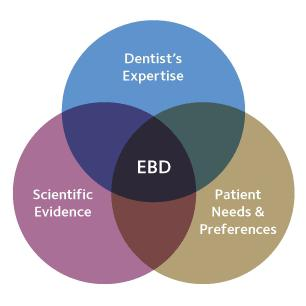 Dentist's
Expertise
EBD
Scientific
Evidence
Patient
Needs &
Preferences